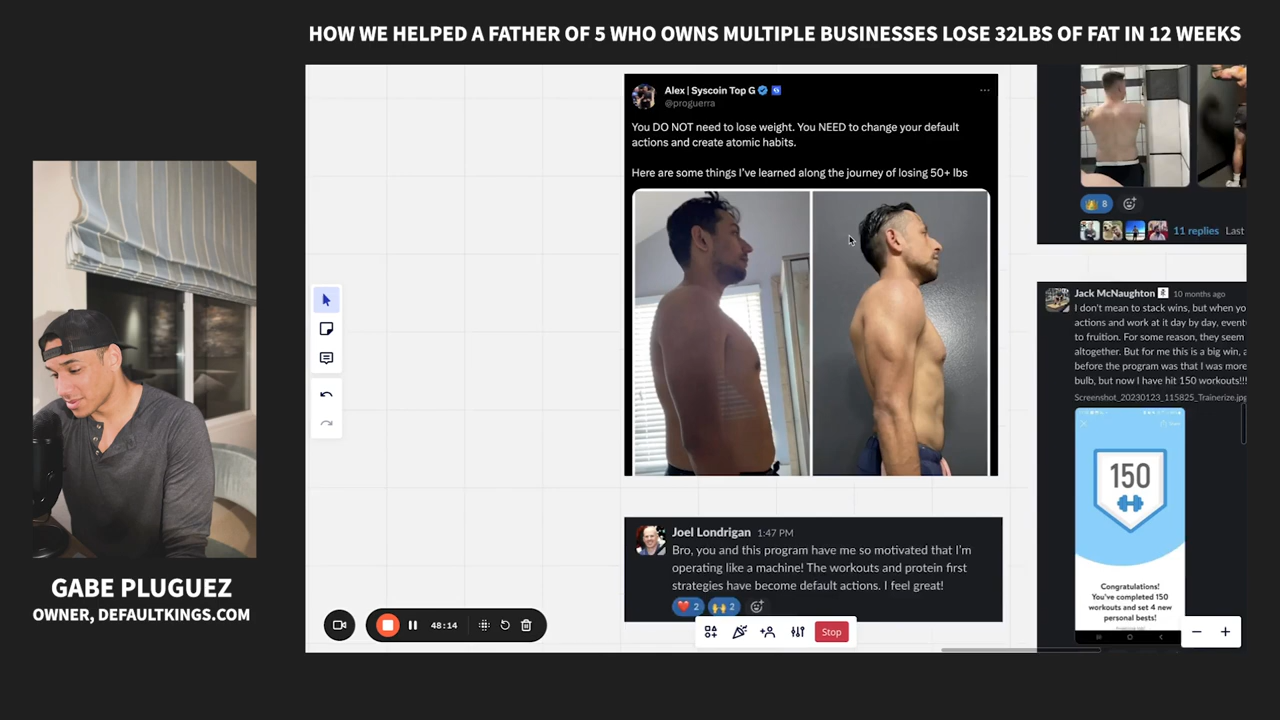 HOW WE HELPED A FATHER OF 5 WHO OWNS MULTIPLE BUSINESSES LOSE 32LBS OF FAT IN 12 WEEKS
Alex | Syscoin Top G
@proguerra
You DO NOT need to lose weight. You NEED to change your default
actions and create atomic habits.
Here are some things I've learned along the journey of losing 50+ lbs
8
11 replies Last
Jack McNaughton 10 months ago
I don't mean to stack wins, but when yo
actions and work at it day by day, event
to fruition. For some reason, they seem
altogether. But for me this is a big win, a
before the program was that I was more
bulb, but now I have hit 150 workouts!!!
Screenshot_20230123_115825_Trainerize.jpg
150
Congratulations!
You've completed 150
workouts and set 4 new
personal bests!
Joel Londrigan 1:47 PM
Bro, you and this program have me so motivated that I'm
operating like a machine! The workouts and protein first
strategies have become default actions. I feel great!
2 2
48:14
Stop
GABE PLUGUEZ
OWNER, DEFAULTKINGS.COM